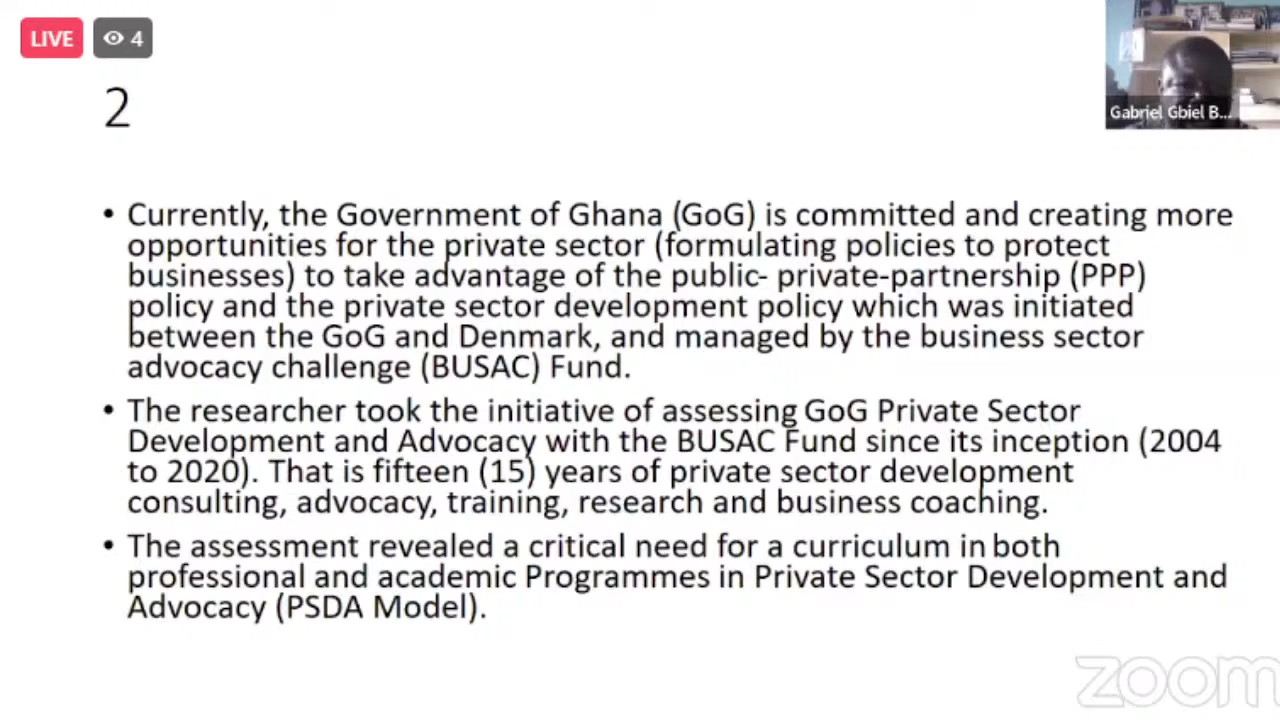 LIVE 4
2
Gabriel Gbiel B...
• Currently, the Government of Ghana (GoG) is committed and creating more
opportunities for the private sector (formulating policies to protect
businesses) to take advantage of the public- private-partnership (PPP)
policy and the private sector development policy which was initiated
between the GoG and Denmark, and managed by the business sector
advocacy challenge (BUSAC) Fund.
• The researcher took the initiative of assessing GoG Private Sector
Development and Advocacy with the BUSAC Fund since its inception (2004
to 2020). That is fifteen (15) years of private sector development
consulting, advocacy, training, research and business coaching.
• The assessment revealed a critical need for a curriculum in both
professional and academic Programmes in Private Sector Development and
Advocacy (PSDA Model).
zoom